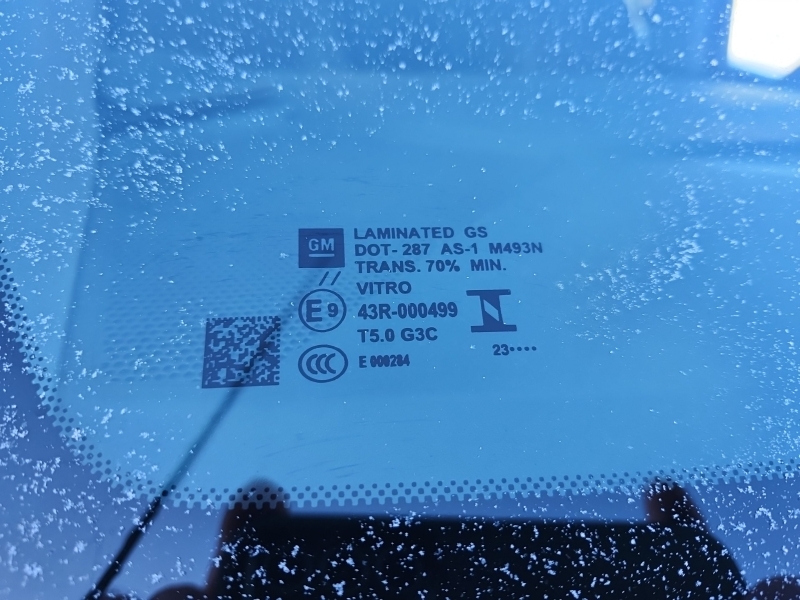 GM
LAMINATED GS
DOT- 287 AS-1 M493N
TRANS. 70% MIN.
VITRO
E9 43R-000499
T5.0 G3C
CCC E 000284
23••••